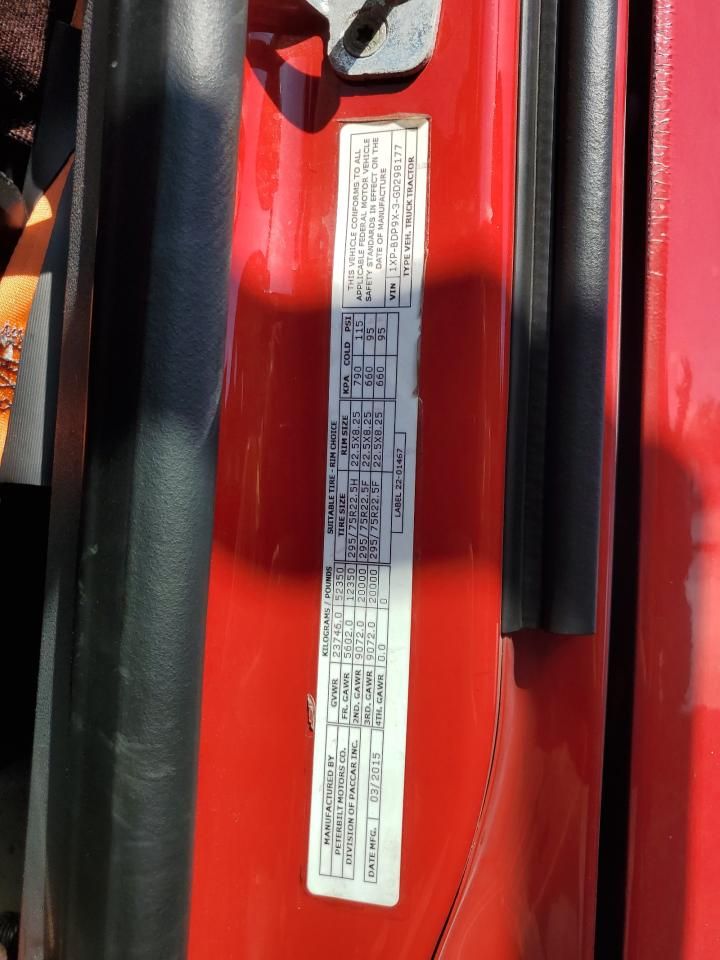 MANUFACTURED BY
PETERBILT MOTORS CO.
DIVISION OF PACCAR INC.
DATE MFG. 03/2015
KILOGRAMS / POUNDS
GVWR 23746.0 52350
FR. GAWR 5602.0 12350
2ND. GAWR 9072.0 20000
3RD. GAWR 9072.0 20000
4TH. GAWR 0.0 0
SUITABLE TIRE - RIM CHOICE
TIRE SIZE RIM SIZE KPA COLD PSI
295/75R22.5H 22.5X8.25 790 115
295/75R22.5F 22.5X8.25 660 95
295/75R22.5F 22.5X8.25 660 95
LABEL 22-01467
THIS VEHICLE CONFORMS TO ALL
APPLICABLE FEDERAL MOTOR VEHICLE
SAFETY STANDARDS IN EFFECT ON THE
DATE OF MANUFACTURE
VIN 1XP-BDP9X-3-GD298177
TYPE VEH. TRUCK TRACTOR